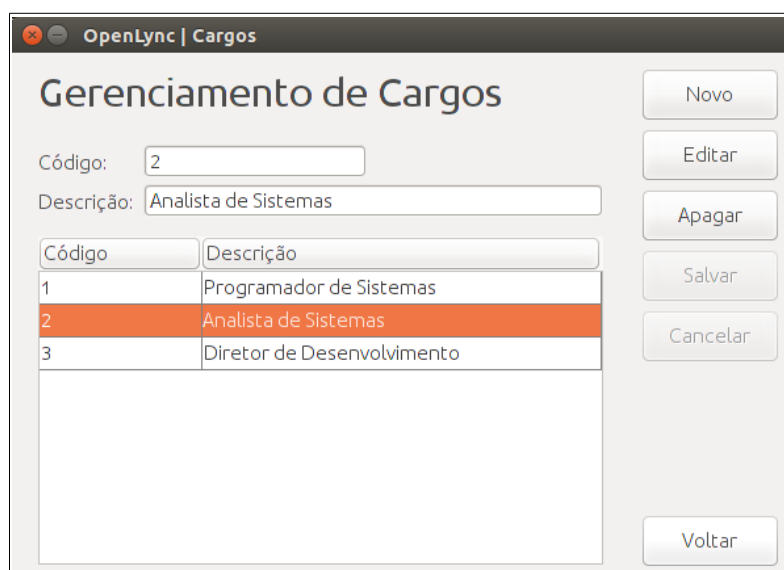 OpenLync | Cargos
Gerenciamento de Cargos
Novo
Código: 2
Editar
Descrição: Analista de Sistemas
Apagar
Código Descrição
1 Programador de Sistemas
Salvar
2 Analista de Sistemas
Cancelar
3 Diretor de Desenvolvimento
Voltar